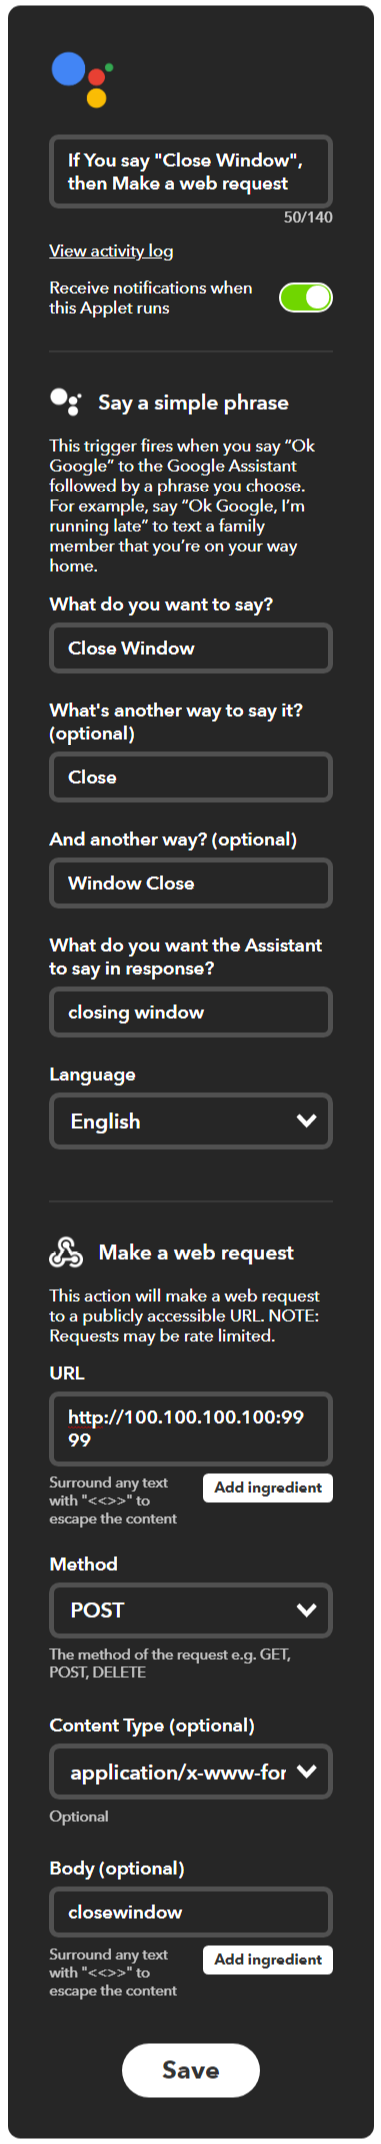 If You say "Close Window",
then Make a web request
50/140
View activity log
Receive notifications when
this Applet runs
Say a simple phrase
This trigger fires when you say “Ok
Google” to the Google Assistant
followed by a phrase you choose.
For example, say “Ok Google, I’m
running late” to text a family
member that you’re on your way
home.
What do you want to say?
Close Window
What's another way to say it?
(optional)
Close
And another way? (optional)
Window Close
What do you want the Assistant
to say in response?
closing window
Language
English
Make a web request
This action will make a web request
to a publicly accessible URL. NOTE:
Requests may be rate limited.
URL
http://100.100.100.100:99
99
Surround any text
with "<<>>" to
escape the content
Add ingredient
Method
POST
The method of the request e.g. GET,
POST, DELETE
Content Type (optional)
application/x-www-for
Optional
Body (optional)
closewindow
Surround any text
with "<<>>" to
escape the content
Add ingredient
Save